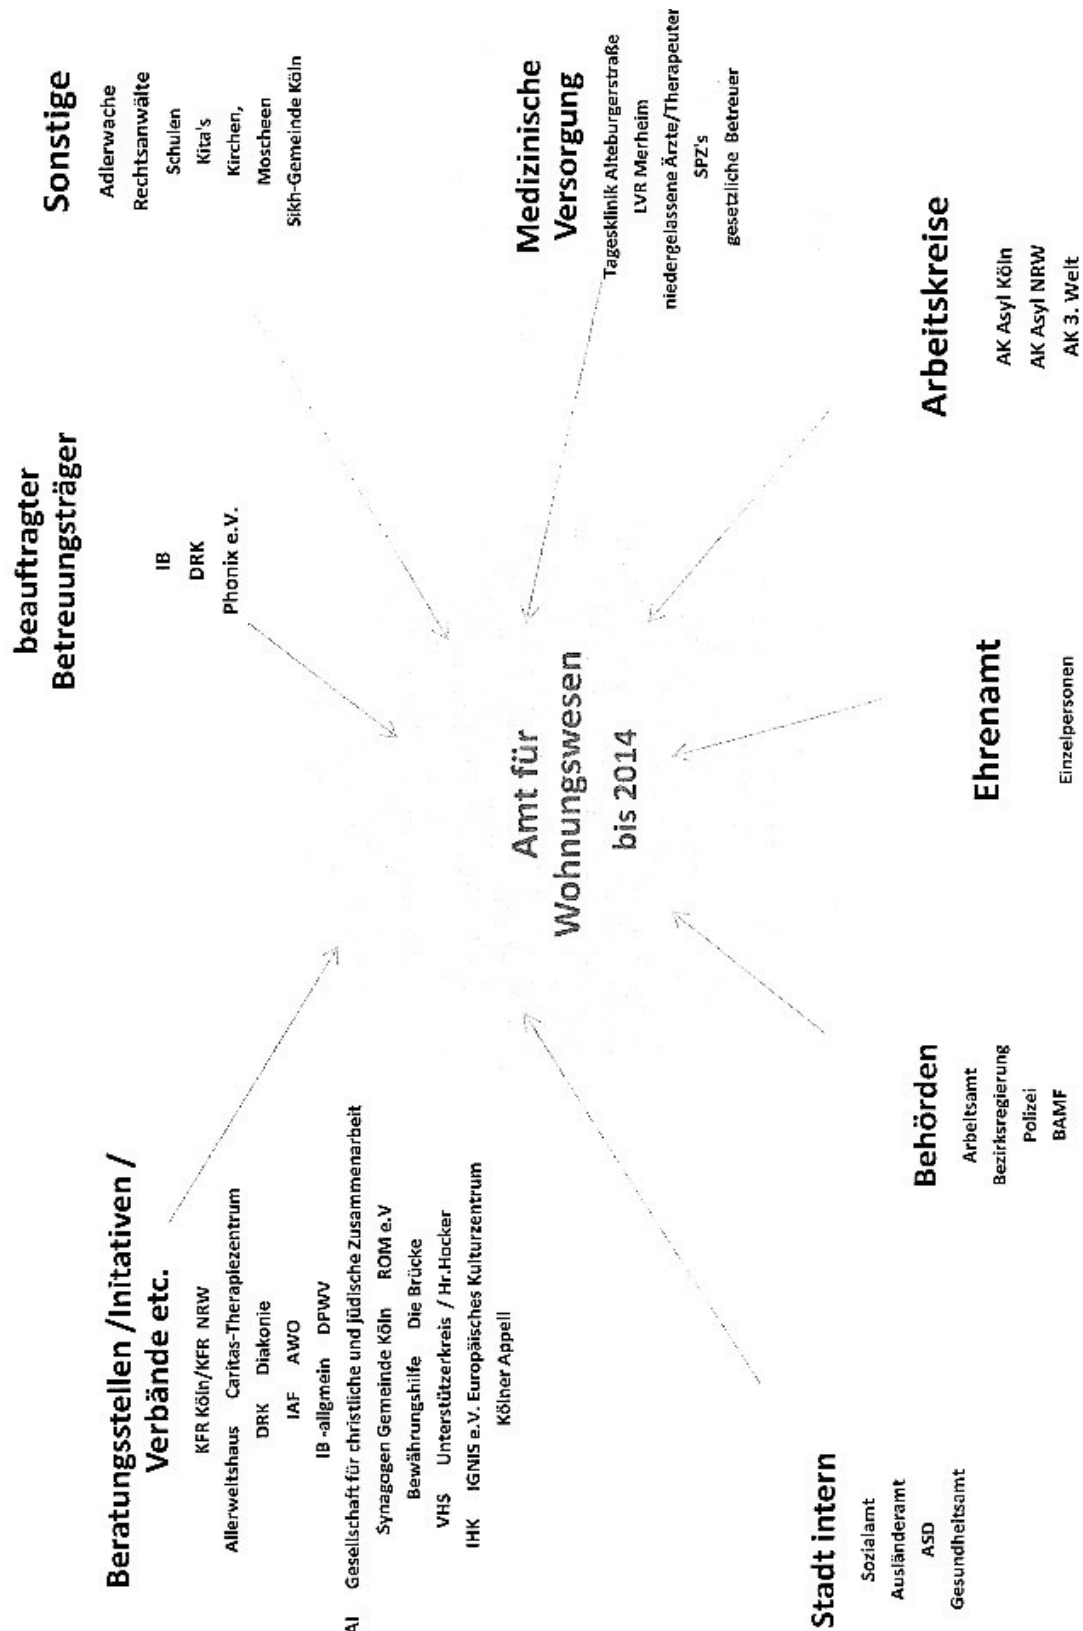 Beratungsstellen /Initativen /
Verbände etc.
KFR Köln/KFR NRW
Allerweltshaus Caritas-Therapiezentrum
DRK Diakonie
IAF AWO
IB -allgmein DPWV
AI Gesellschaft für christliche und jüdische Zusammenarbeit
Synagogen Gemeinde Köln ROM e.V
Bewährungshilfe Die Brücke
VHS Unterstützerkreis / Hr.Hocker
IHK IGNIS e.V. Europäisches Kulturzentrum
Kölner Appell
beauftragter
Betreuungsträger
IB
DRK
Phonix e.V.
Sonstige
Adlerwache
Rechtsanwälte
Schulen
Kita's
Kirchen,
Moscheen
Sikh-Gemeinde Köln
Amt für
Wohnungswesen
bis 2014
Medizinische
Versorgung
Tagesklinik Alteburgerstraße
LVR Merheim
niedergelassene Ärzte/Therapeuter
SPZ's
gesetzliche Betreuer
Stadt intern
Sozialamt
Ausländeramt
ASD
Gesundheitsamt
Behörden
Arbeitsamt
Bezirksregierung
Polizei
BAMF
Ehrenamt
Einzelpersonen
Arbeitskreise
AK Asyl Köln
AK Asyl NRW
AK 3. Welt